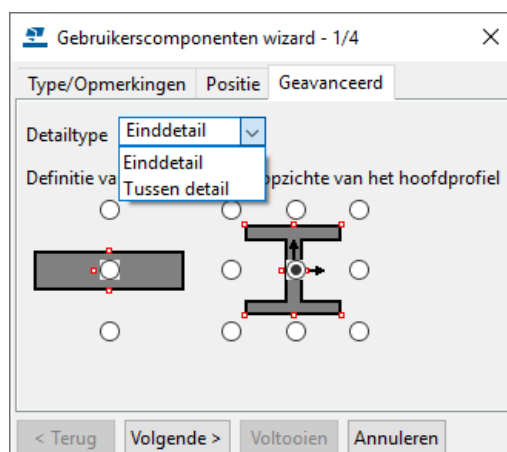 Gebruikerscomponenten wizard - 1/4
Type/Opmerkingen Positie Geavanceerd
Detailtype Einddetail
Einddetail
Definitie va opzichte van het hoofdprofiel
Tussen detail
< Terug Volgende > Voltooien Annuleren